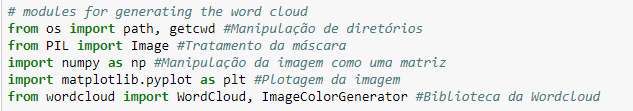 # modules for generating the word cloud
from os import path, getcwd #Manipulação de diretórios
from PIL import Image #Tratamento da máscara
import numpy as np #Manipulação da imagem como uma matriz
import matplotlib.pyplot as plt #Plotagem da imagem
from wordcloud import WordCloud, ImageColorGenerator #Biblioteca da Wordcloud